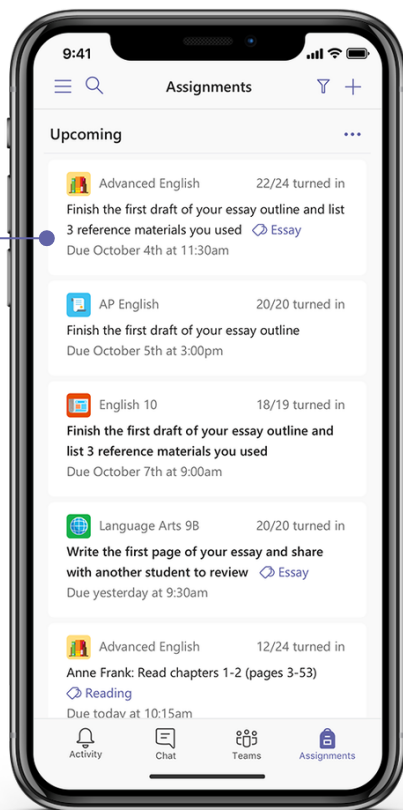 9:41
Assignments
Upcoming
Advanced English 22/24 turned in
Finish the first draft of your essay outline and list
3 reference materials you used Essay
Due October 4th at 11:30am
AP English 20/20 turned in
Finish the first draft of your essay outline
Due October 5th at 3:00pm
English 10 18/19 turned in
Finish the first draft of your essay outline and
list 3 reference materials you used
Due October 7th at 9:00am
Language Arts 9B 20/20 turned in
Write the first page of your essay and share
with another student to review Essay
Due yesterday at 9:30am
Advanced English 12/24 turned in
Anne Frank: Read chapters 1-2 (pages 3-53)
Reading
Due today at 10:15am
Activity Chat Teams Assignments